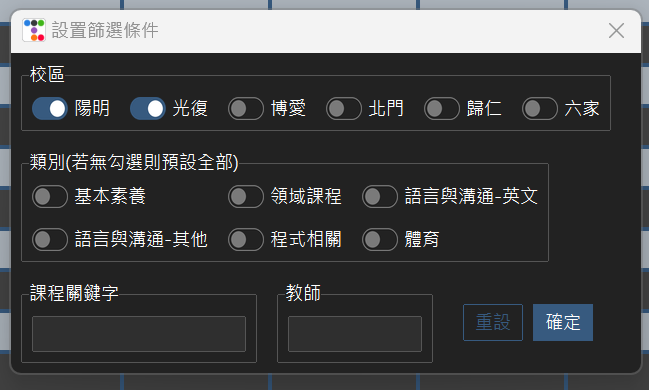 設置篩選條件
校區
陽明 光復 博愛 北門 歸仁 六家
類別(若無勾選則預設全部)
基本素養 領域課程 語言與溝通-英文
語言與溝通-其他 程式相關 體育
課程關鍵字 教師
重設 確定